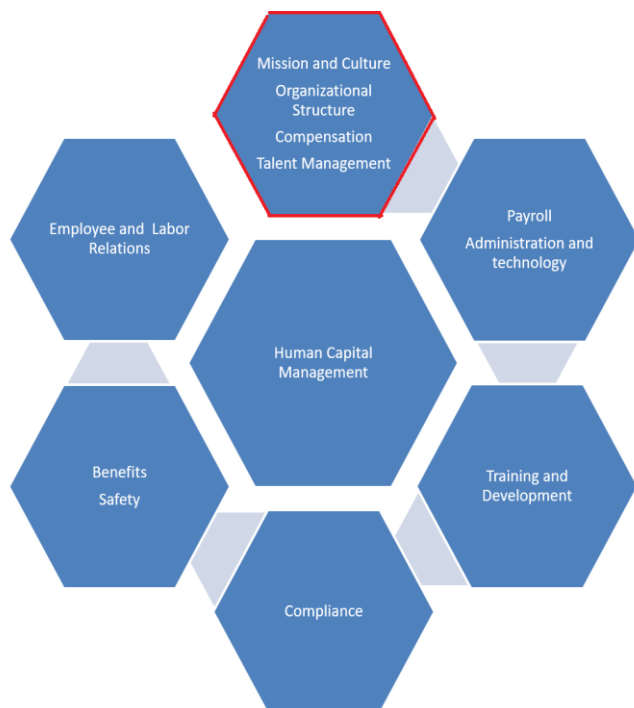 Mission and Culture
Organizational
Structure
Compensation
Talent Management
Payroll
Administration and
technology
Employee and Labor
Relations
Human Capital
Management
Training and
Development
Benefits
Safety
Compliance